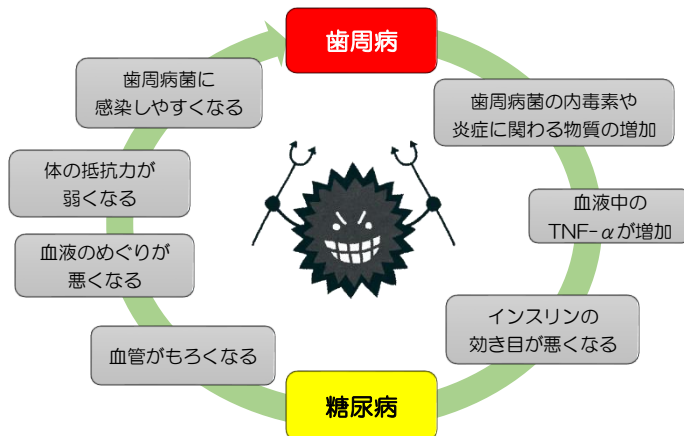 歯周病
歯周病菌の内毒素や
炎症に関わる物質の増加
血液中の
TNF-αが増加
インスリンの
効き目が悪くなる
糖尿病
血管がもろくなる
血液のめぐりが
悪くなる
体の抵抗力が
弱くなる
歯周病菌に
感染しやすくなる